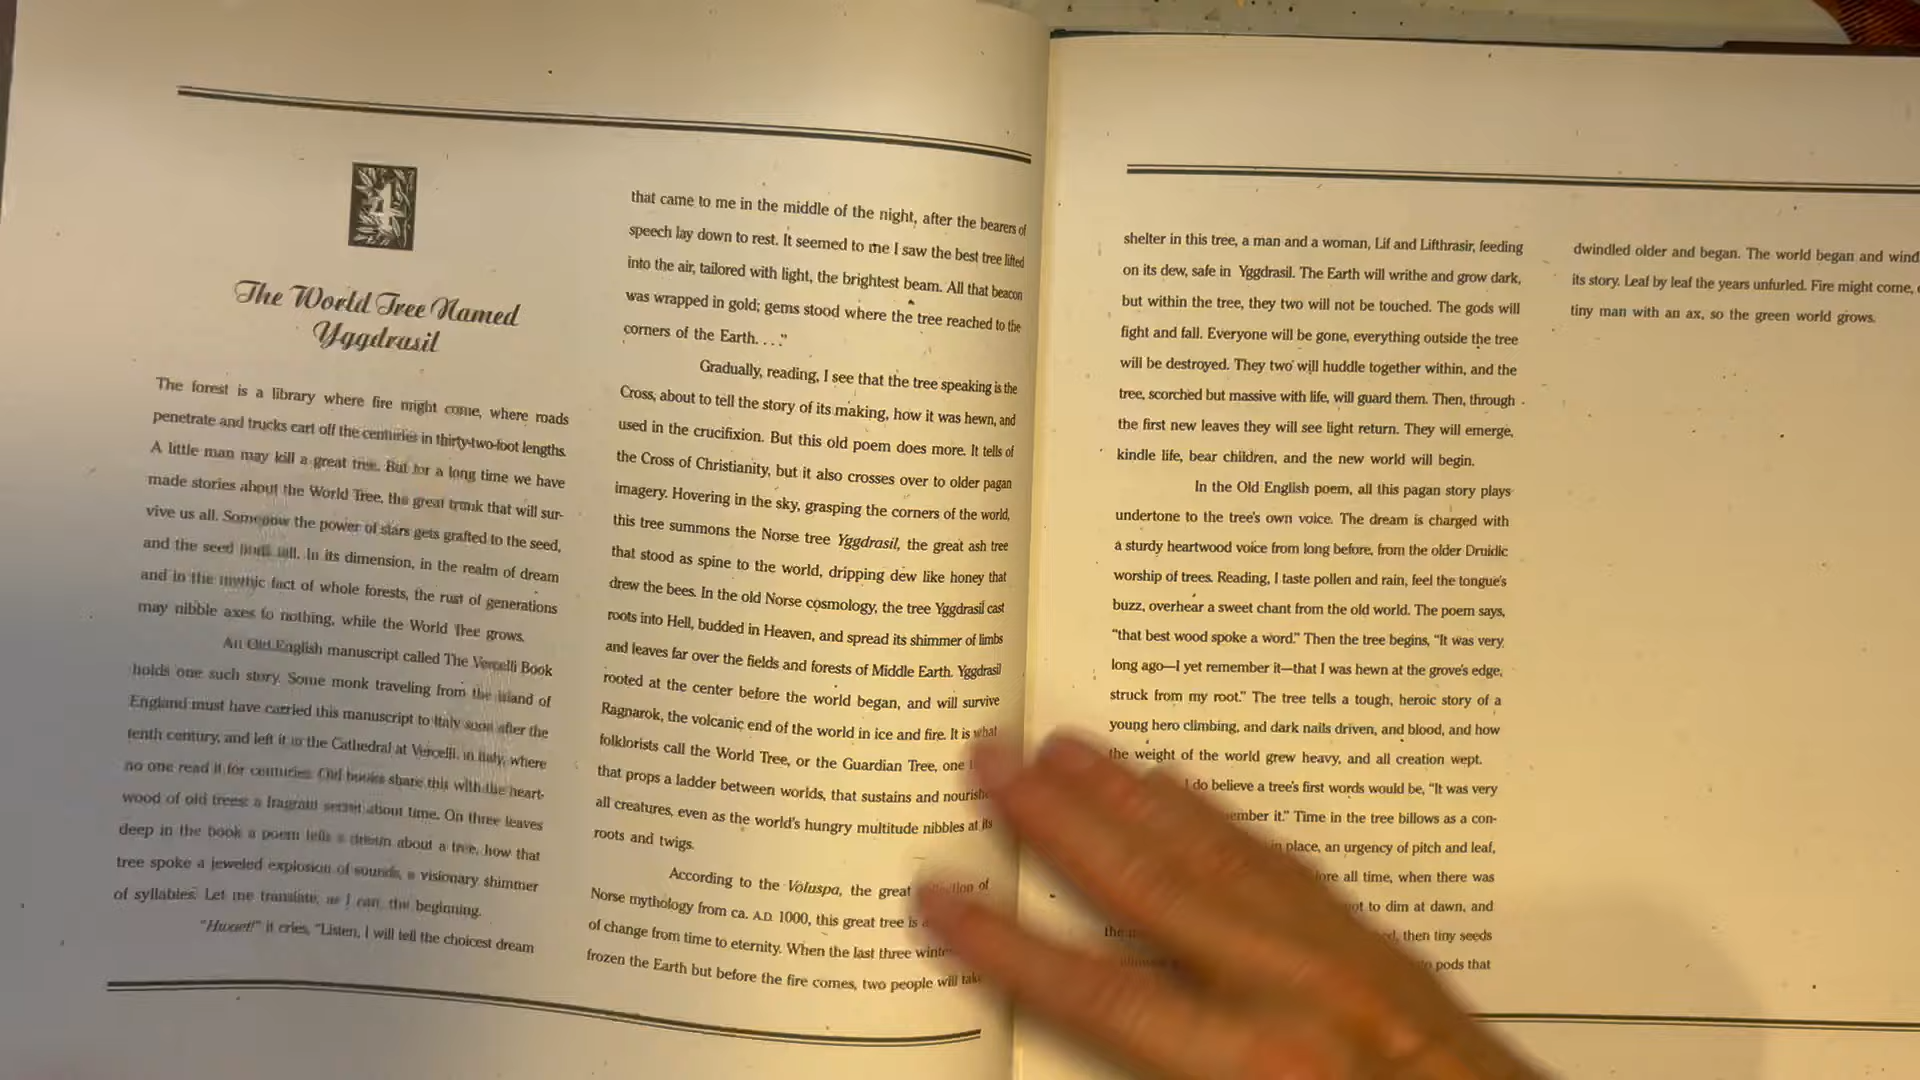 The World Tree Named
Yggdrasil
The forest is a library where fire might come, where roads
penetrate and trucks cart off the centuries in thirty-two-foot lengths.
A little man may kill a great tree. But for a long time we have
made stories about the World Tree, the great trunk that will sur-
vive us all. Somehow the power of stars gets grafted to the seed,
and the seed tall. In its dimension, in the realm of dream
and in the mythic fact of whole forests, the rust of generations
may nibble axes to nothing, while the World Tree grows.
An Old English manuscript called The Vercelli Book
holds one such story. Some monk traveling from the island of
England must have carried this manuscript to Italy soon after the
tenth century, and left it in the Cathedral at Vercelli, in Italy, where
no one read it for centuries. Old books share this with the heart-
wood of old trees: a fragrant secret about time. On three leaves
deep in the book a poem tells a dream about a tree, how that
tree spoke a jeweled explosion of sounds, a visionary shimmer
of syllables. Let me translate, as I can, the beginning.
"Hwaet!" it cries, "Listen, I will tell the choicest dream
that came to me in the middle of the night, after the bearers of
speech lay down to rest. It seemed to me I saw the best tree lifted
into the air, tailored with light, the brightest beam. All that beacon
was wrapped in gold; gems stood where the tree reached to the
corners of the Earth. . . ."
Gradually, reading, I see that the tree speaking is the
Cross, about to tell the story of its making, how it was hewn, and
used in the crucifixion. But this old poem does more. It tells of
the Cross of Christianity, but it also crosses over to older pagan
imagery. Hovering in the sky, grasping the corners of the world,
this tree summons the Norse tree Yggdrasil, the great ash tree
that stood as spine to the world, dripping dew like honey that
drew the bees. In the old Norse cosmology, the tree Yggdrasil cast
roots into Hell, budded in Heaven, and spread its shimmer of limbs
and leaves far over the fields and forests of Middle Earth. Yggdrasil
rooted at the center before the world began, and will survive
Ragnarok, the volcanic end of the world in ice and fire. It is what
folklorists call the World Tree, or the Guardian Tree, one
that props a ladder between worlds, that sustains and nourishes
all creatures, even as the world's hungry multitude nibbles at its
roots and twigs.
According to the Voluspa, the great of
Norse mythology from ca. A.D. 1000, this great tree is
of change from time to eternity. When the last three
frozen the Earth but before the fire comes, two people will take
shelter in this tree, a man and a woman, Lif and Lifthrasir, feeding
on its dew, safe in Yggdrasil. The Earth will writhe and grow dark,
but within the tree, they two will not be touched. The gods will
fight and fall. Everyone will be gone, everything outside the tree
will be destroyed. They two will huddle together within, and the
tree, scorched but massive with life, will guard them. Then, through
the first new leaves they will see light return. They will emerge,
kindle life, bear children, and the new world will begin.
In the Old English poem, all this pagan story plays
undertone to the tree's own voice. The dream is charged with
a sturdy heartwood voice from long before, from the older Druidic
worship of trees. Reading, I taste pollen and rain, feel the tongue's
buzz, overhear a sweet chant from the old world. The poem says,
"that best wood spoke a word." Then the tree begins, "It was very
long ago—I yet remember it—that I was hewn at the grove's edge,
struck from my root." The tree tells a tough, heroic story of a
young hero climbing, and dark nails driven, and blood, and how
the weight of the world grew heavy, and all creation wept.
I do believe a tree's first words would be, "It was very
it." Time in the tree billows as a con-
in place, an urgency of pitch and leaf,
all time, when there was
to dim at dawn, and
then tiny seeds
pods that
dwindled older and began. The world began and wind
its story. Leaf by leaf the years unfurled. Fire might come,
tiny man with an ax, so the green world grows.